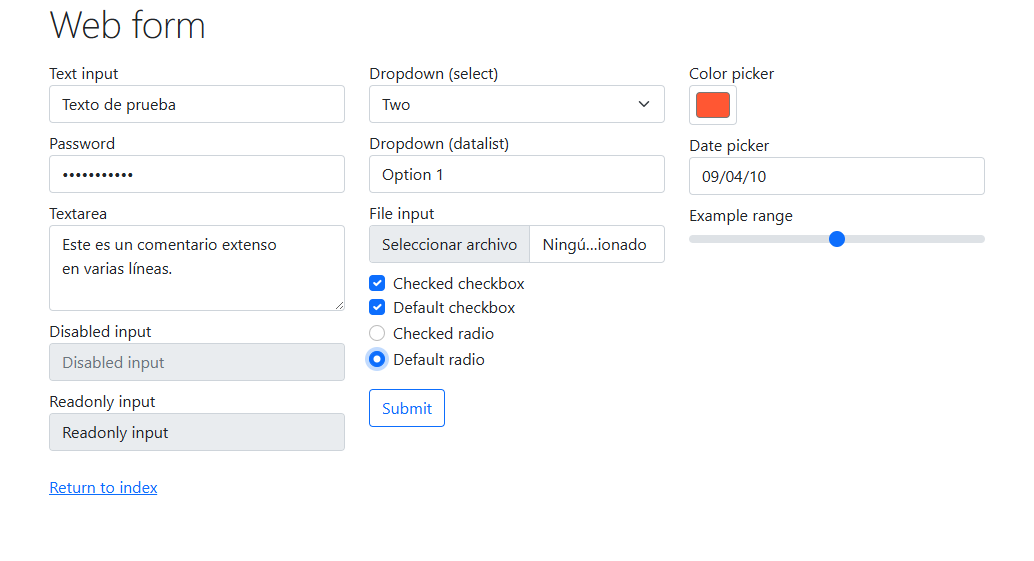 Web form
Text input
Texto de prueba
Password
•••••••••••
Textarea
Este es un comentario extenso
en varias líneas.
Disabled input
Disabled input
Readonly input
Readonly input
Return to index
Dropdown (select)
Two
Dropdown (datalist)
Option 1
File input
Seleccionar archivo Ningú...ionado
Checked checkbox
Default checkbox
Checked radio
Default radio
Submit
Color picker
Date picker
09/04/10
Example range